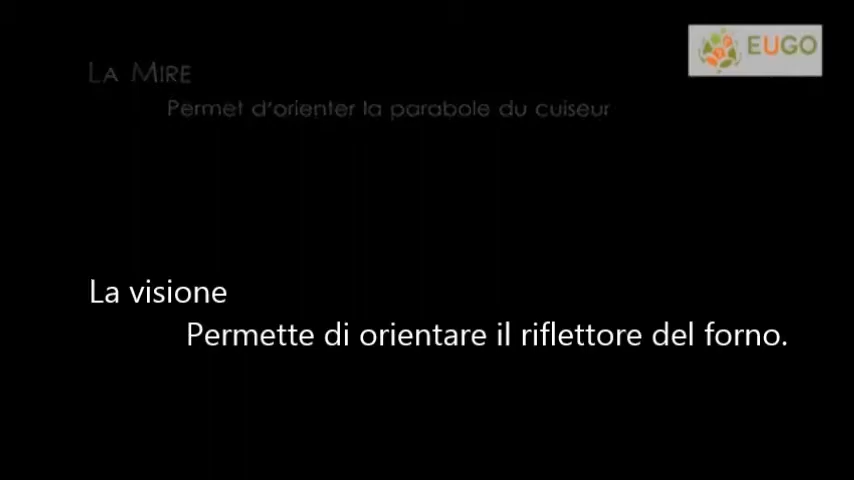 EUGO
La Mire
Permet d'orienter la parabole du cuiseur
La visione
Permette di orientare il riflettore del forno.